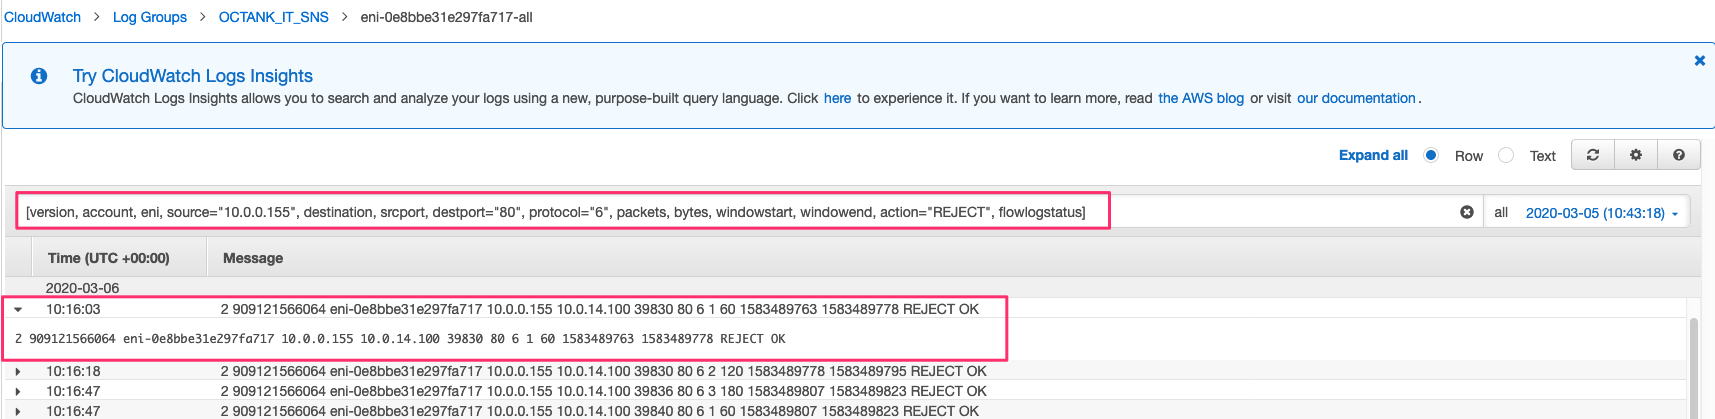 CloudWatch > Log Groups > OCTANK_IT_SNS > eni-0e8bbe31e297fa717-all
Try CloudWatch Logs Insights
CloudWatch Logs Insights allows you to search and analyze your logs using a new, purpose-built query language. Click here to experience it. If you want to learn more, read the AWS blog or visit our documentation.
Expand all Row Text
[version, account, eni, source="10.0.0.155", destination, srcport, destport="80", protocol="6", packets, bytes, windowstart, windowend, action="REJECT", flowlogstatus] all 2020-03-05 (10:43:18)
Time (UTC +00:00) Message
2020-03-06
10:16:03 2 909121566064 eni-0e8bbe31e297fa717 10.0.0.155 10.0.14.100 39830 80 6 1 60 1583489763 1583489778 REJECT OK
2 909121566064 eni-0e8bbe31e297fa717 10.0.0.155 10.0.14.100 39830 80 6 1 60 1583489763 1583489778 REJECT OK
10:16:18 2 909121566064 eni-0e8bbe31e297fa717 10.0.0.155 10.0.14.100 39830 80 6 2 120 1583489778 1583489795 REJECT OK
10:16:47 2 909121566064 eni-0e8bbe31e297fa717 10.0.0.155 10.0.14.100 39836 80 6 3 180 1583489807 1583489823 REJECT OK
10:16:47 2 909121566064 eni-0e8bbe31e297fa717 10.0.0.155 10.0.14.100 39840 80 6 1 60 1583489807 1583489823 REJECT OK